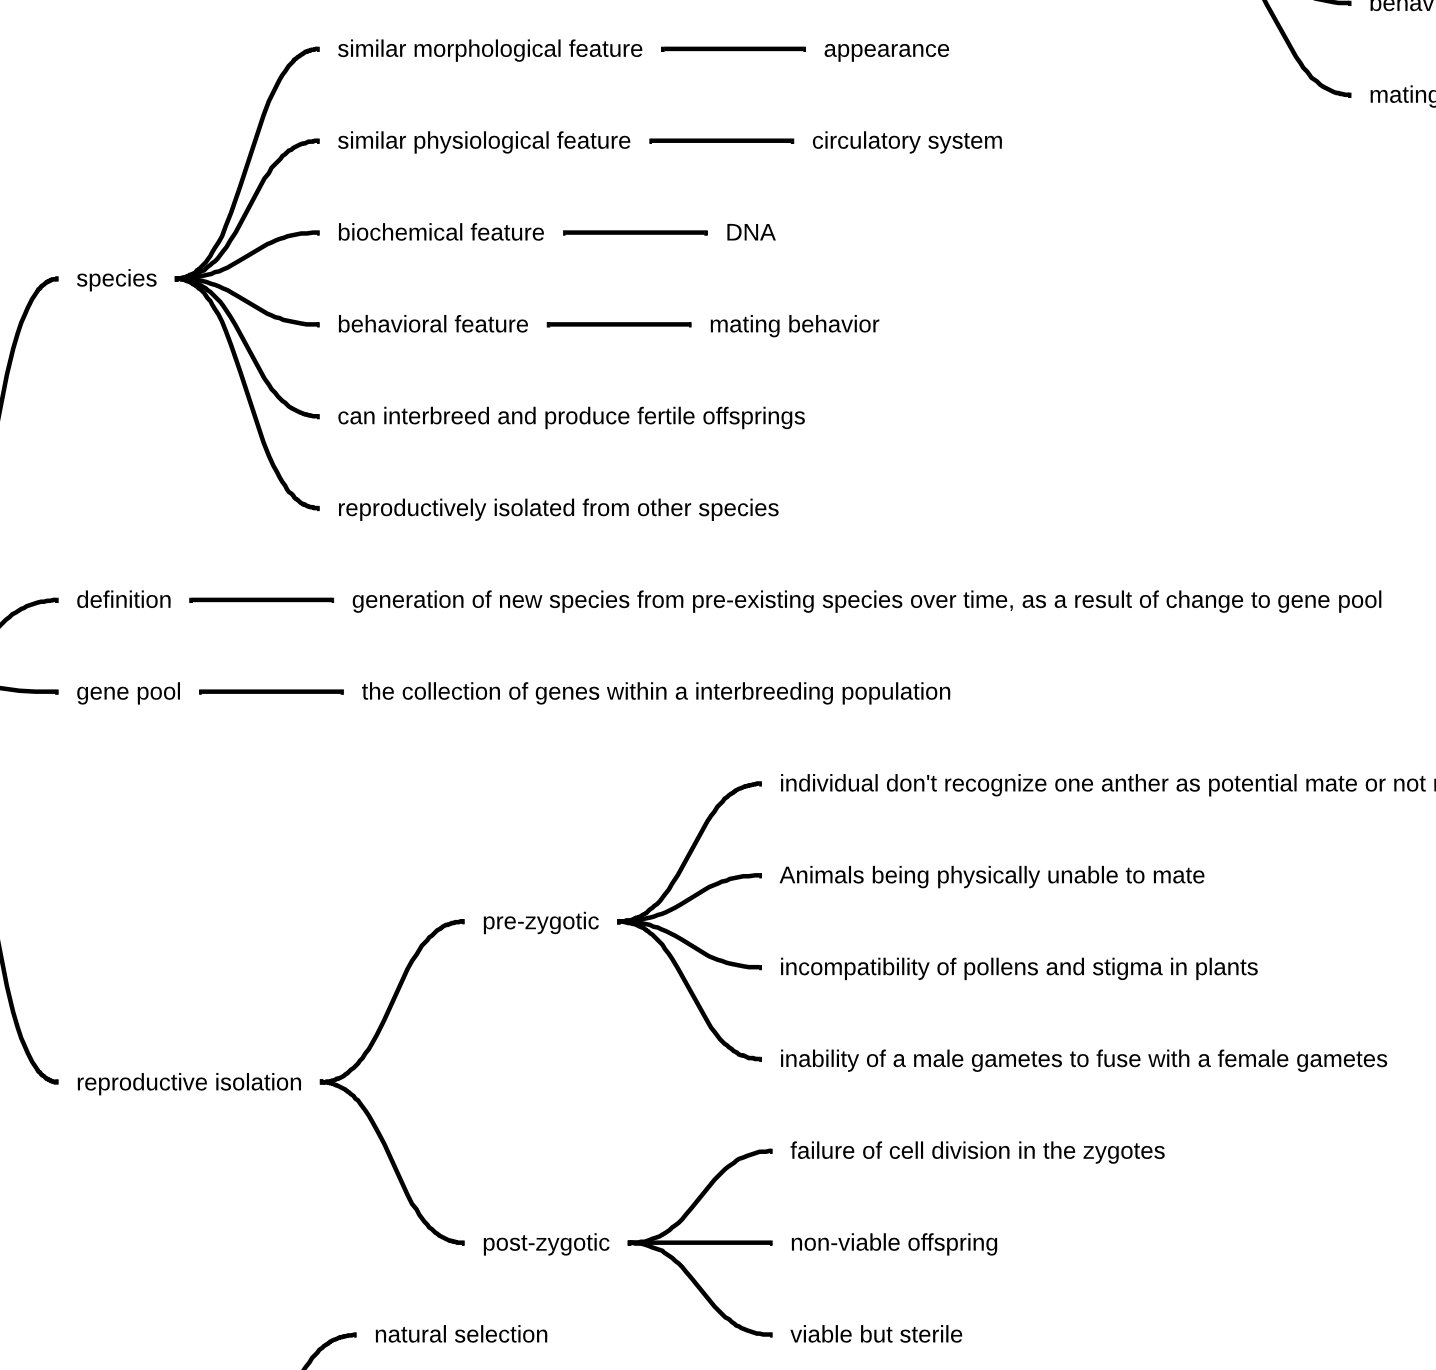 behav
similar morphological feature
appearance
mating
similar physiological feature
circulatory system
biochemical feature
DNA
species
behavioral feature
mating behavior
can interbreed and produce fertile offsprings
reproductively isolated from other species
definition
generation of new species from pre-existing species over time, as a result of change to gene pool
gene pool
the collection of genes within a interbreeding population
individual don't recognize one anther as potential mate or not
Animals being physically unable to mate
pre-zygotic
incompatibility of pollens and stigma in plants
inability of a male gametes to fuse with a female gametes
reproductive isolation
failure of cell division in the zygotes
post-zygotic
non-viable offspring
viable but sterile
natural selection